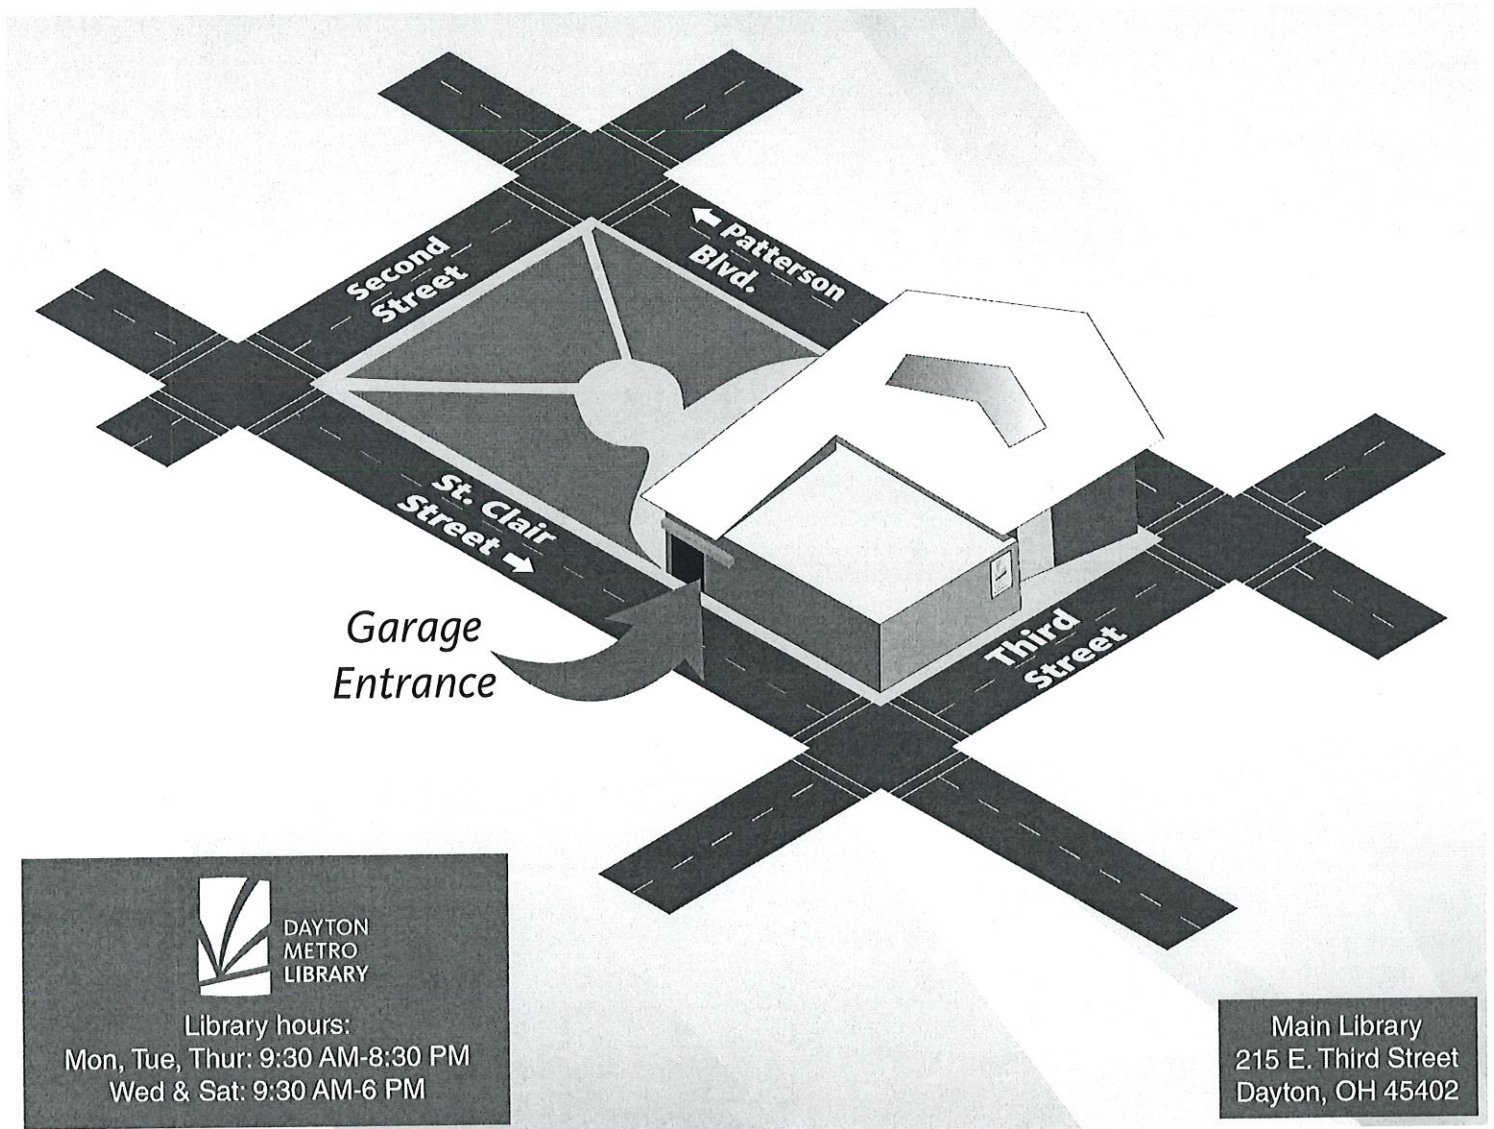 Second
Street
← Patterson
Blvd.
St. Clair
Street →
Garage
Entrance
Third
Street
DAYTON
METRO
LIBRARY
Library hours:
Mon, Tue, Thur: 9:30 AM-8:30 PM
Wed & Sat: 9:30 AM-6 PM
Main Library
215 E. Third Street
Dayton, OH 45402